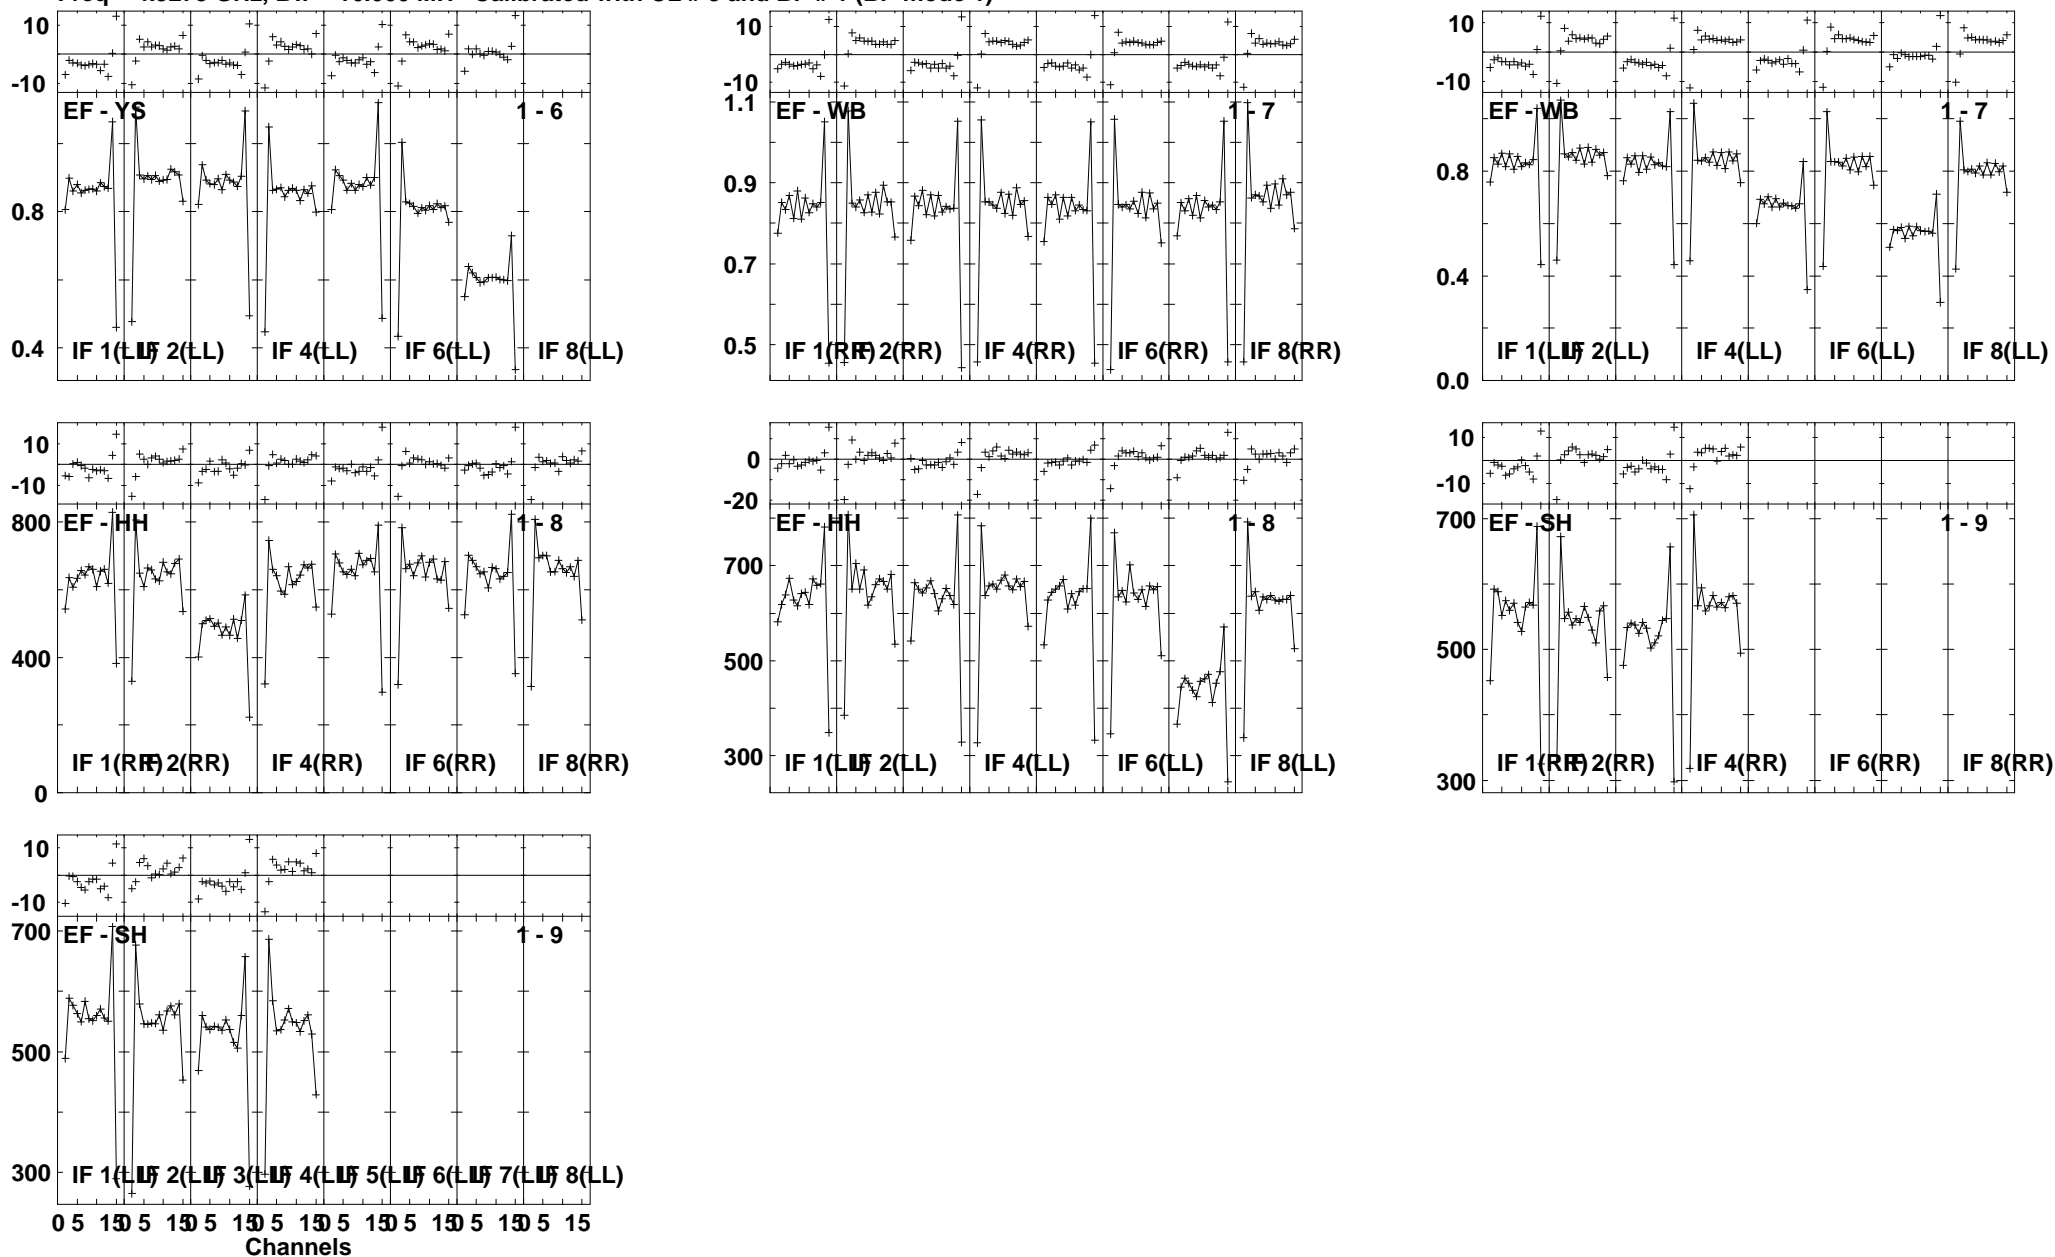 10
-10
EF - YS
1 - 6
0.8
0.4
IF 1(LL)
IF 2(LL)
IF 4(LL)
IF 6(LL)
IF 8(LL)
10
-10
1.1
EF - WB
1 - 7
0.9
0.7
0.5
IF 1(RR)
IF 2(RR)
IF 4(RR)
IF 6(RR)
IF 8(RR)
10
-10
EF - WB
1 - 7
0.8
0.4
0.0
IF 1(LL)
IF 2(LL)
IF 4(LL)
IF 6(LL)
IF 8(LL)
10
-10
800
EF - HH
1 - 8
400
0
IF 1(RR)
IF 2(RR)
IF 4(RR)
IF 6(RR)
IF 8(RR)
0
-20
EF - HH
1 - 8
700
500
300
IF 1(LL)
IF 2(LL)
IF 4(LL)
IF 6(LL)
IF 8(LL)
10
-10
700
EF - SH
1 - 9
500
300
IF 1(RR)
IF 2(RR)
IF 4(RR)
IF 6(RR)
IF 8(RR)
10
-10
700
EF - SH
1 - 9
500
300
IF 1(LL)
IF 2(LL)
IF 3(LL)
IF 4(LL)
IF 5(LL)
IF 6(LL)
IF 7(LL)
IF 8(LL)
0 5 15 0 5 15 0 5 15 0 5 15 0 5 15 0 5 15 0 5 15 0 5 15
Channels